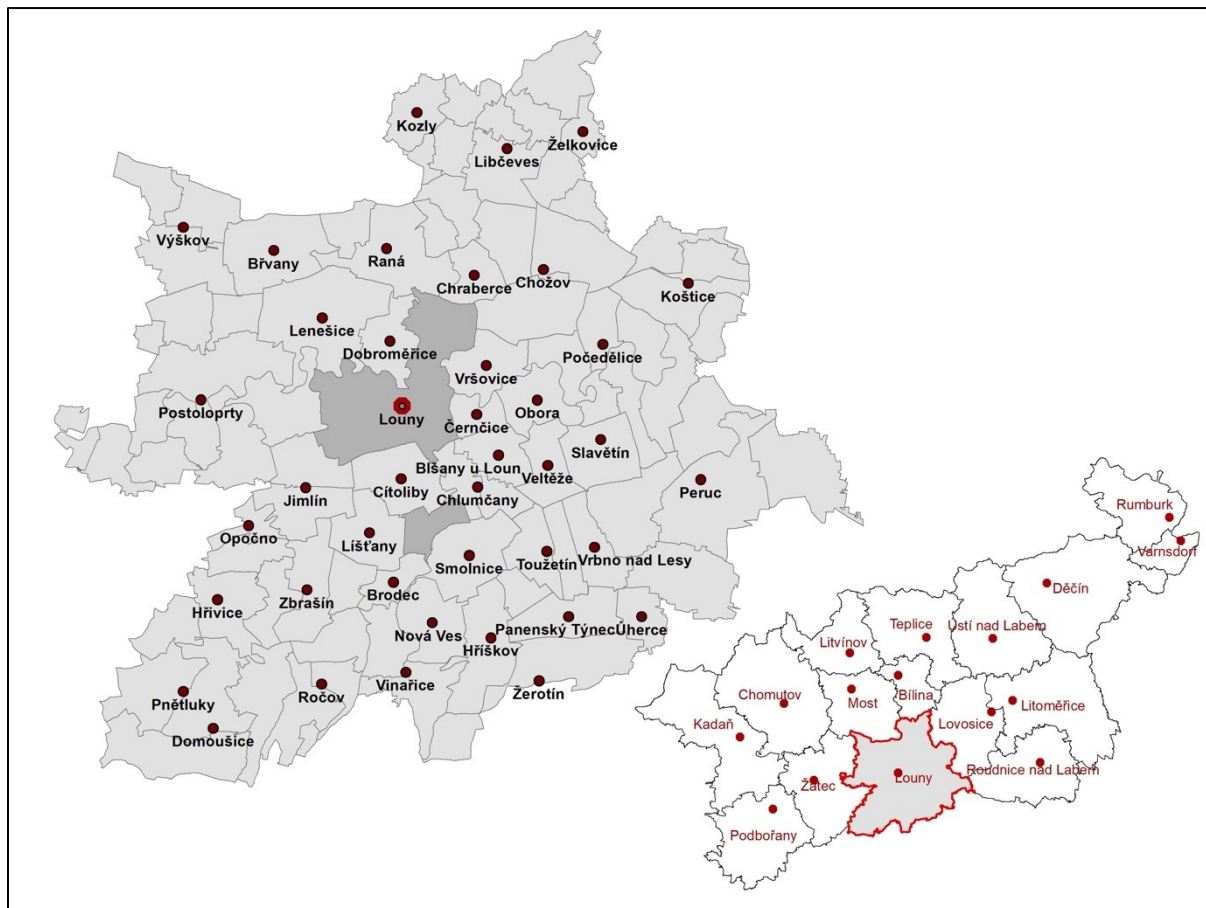 Kozly
Želkovice
Libčeves
Výškov
Břvany
Raná
Chraberce
Chožov
Koštice
Lenešice
Dobroměřice
Počedělice
Vršovice
Postoloprty
Louny
Obora
Černčice
Slavětín
Blšany u Loun
Veltěže
Peruc
Jimlín
Cítoliby
Chlumčany
Opočno
Líšťany
Smolnice
Toužetín
Vrbno nad Lesy
Hřivice
Zbrašín
Brodec
Nová Ves
Panenský Týnec
Úherce
Hříškov
Pnětluky
Ročov
Vinařice
Žerotín
Domoušice
Rumburk
Varnsdorf
Děčín
Teplice
Ústí nad Labem
Litvínov
Chomutov
Most
Bílina
Litoměřice
Kadaň
Lovosice
Žatec
Louny
Roudnice nad Labem
Podbořany